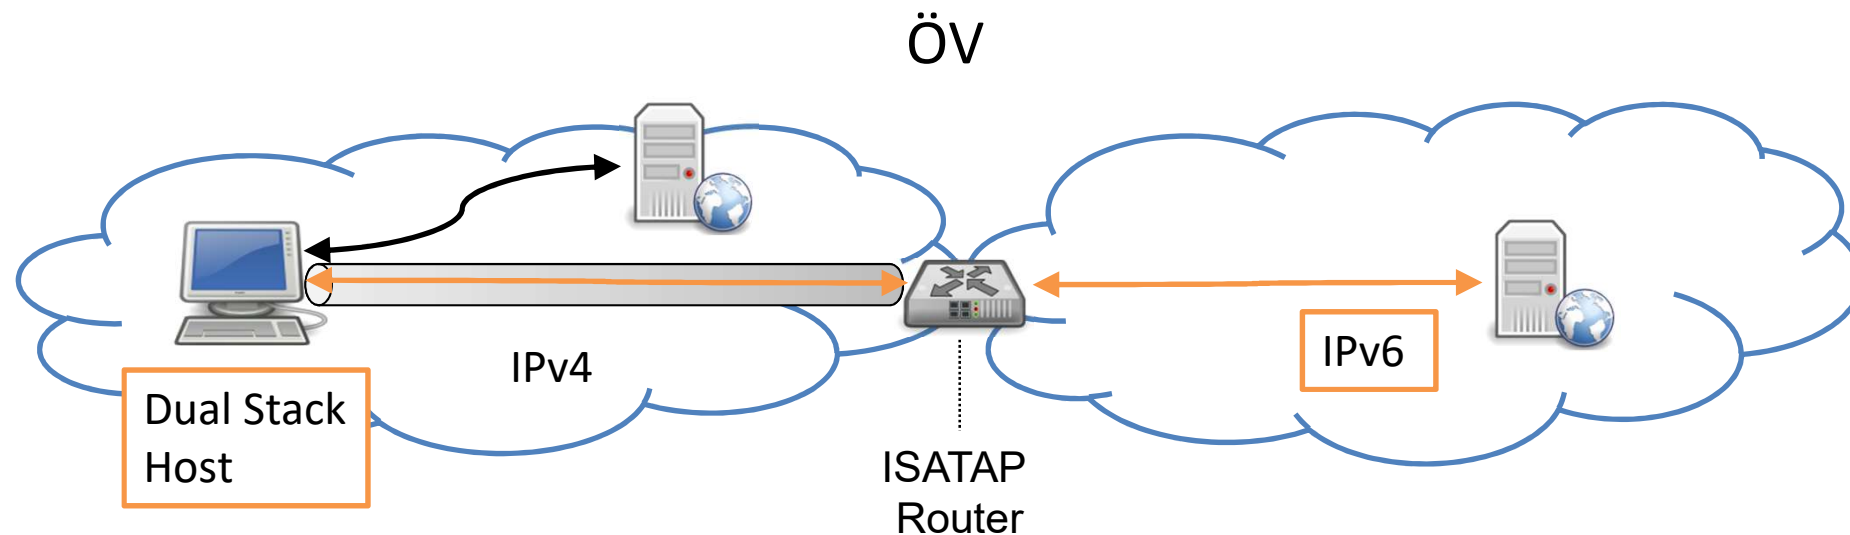 ÖV
IPv4
IPv6
Dual Stack
Host
ISATAP
Router